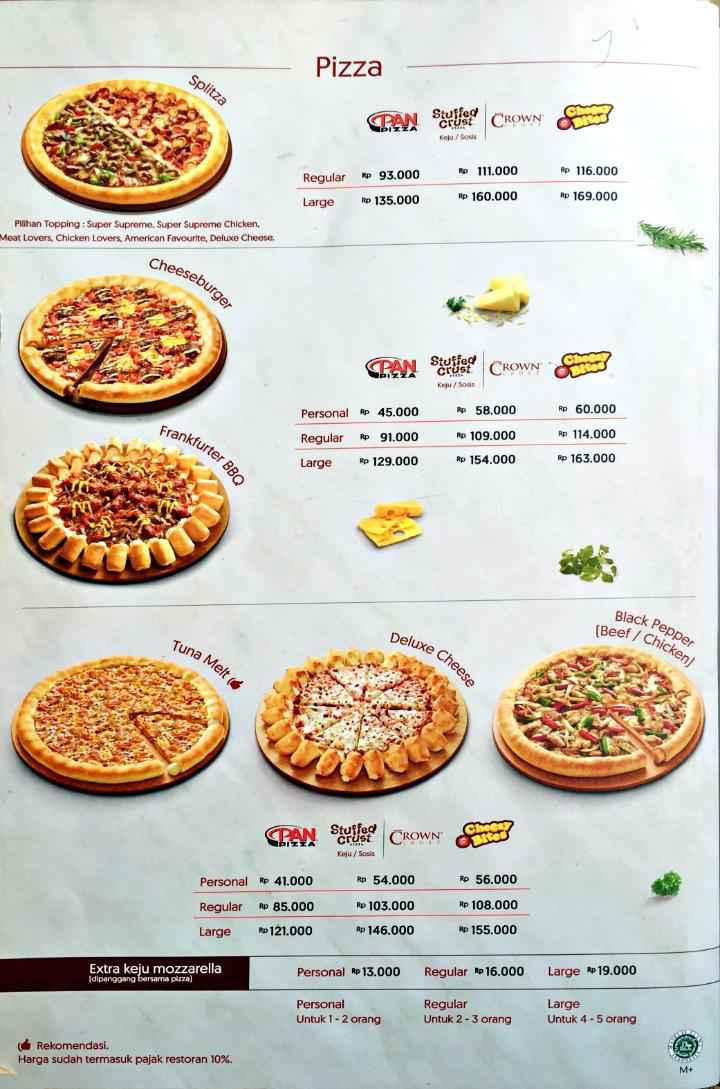 Pizza
Splitza
PAN PIZZA Stuffed Crust PIZZA CROWN CRUST Cheesy Bites
Keju / Sosis
Regular Rp 93.000 Rp 111.000 Rp 116.000
Large Rp 135.000 Rp 160.000 Rp 169.000
Pilihan Topping : Super Supreme, Super Supreme Chicken,
Meat Lovers, Chicken Lovers, American Favourite, Deluxe Cheese.
Cheeseburger
PAN PIZZA Stuffed Crust PIZZA CROWN CRUST Cheesy Bites
Keju / Sosis
Personal Rp 45.000 Rp 58.000 Rp 60.000
Regular Rp 91.000 Rp 109.000 Rp 114.000
Large Rp 129.000 Rp 154.000 Rp 163.000
Frankfurter BBQ
Tuna Melt
Deluxe Cheese
Black Pepper
(Beef / Chicken)
PAN PIZZA Stuffed Crust PIZZA CROWN CRUST Cheesy Bites
Keju / Sosis
Personal Rp 41.000 Rp 54.000 Rp 56.000
Regular Rp 85.000 Rp 103.000 Rp 108.000
Large Rp 121.000 Rp 146.000 Rp 155.000
Extra keju mozzarella
(dipanggang bersama pizza)
Personal Rp 13.000 Regular Rp 16.000 Large Rp 19.000
Personal Regular Large
Untuk 1 - 2 orang Untuk 2 - 3 orang Untuk 4 - 5 orang
Rekomendasi.
Harga sudah termasuk pajak restoran 10%.
M+